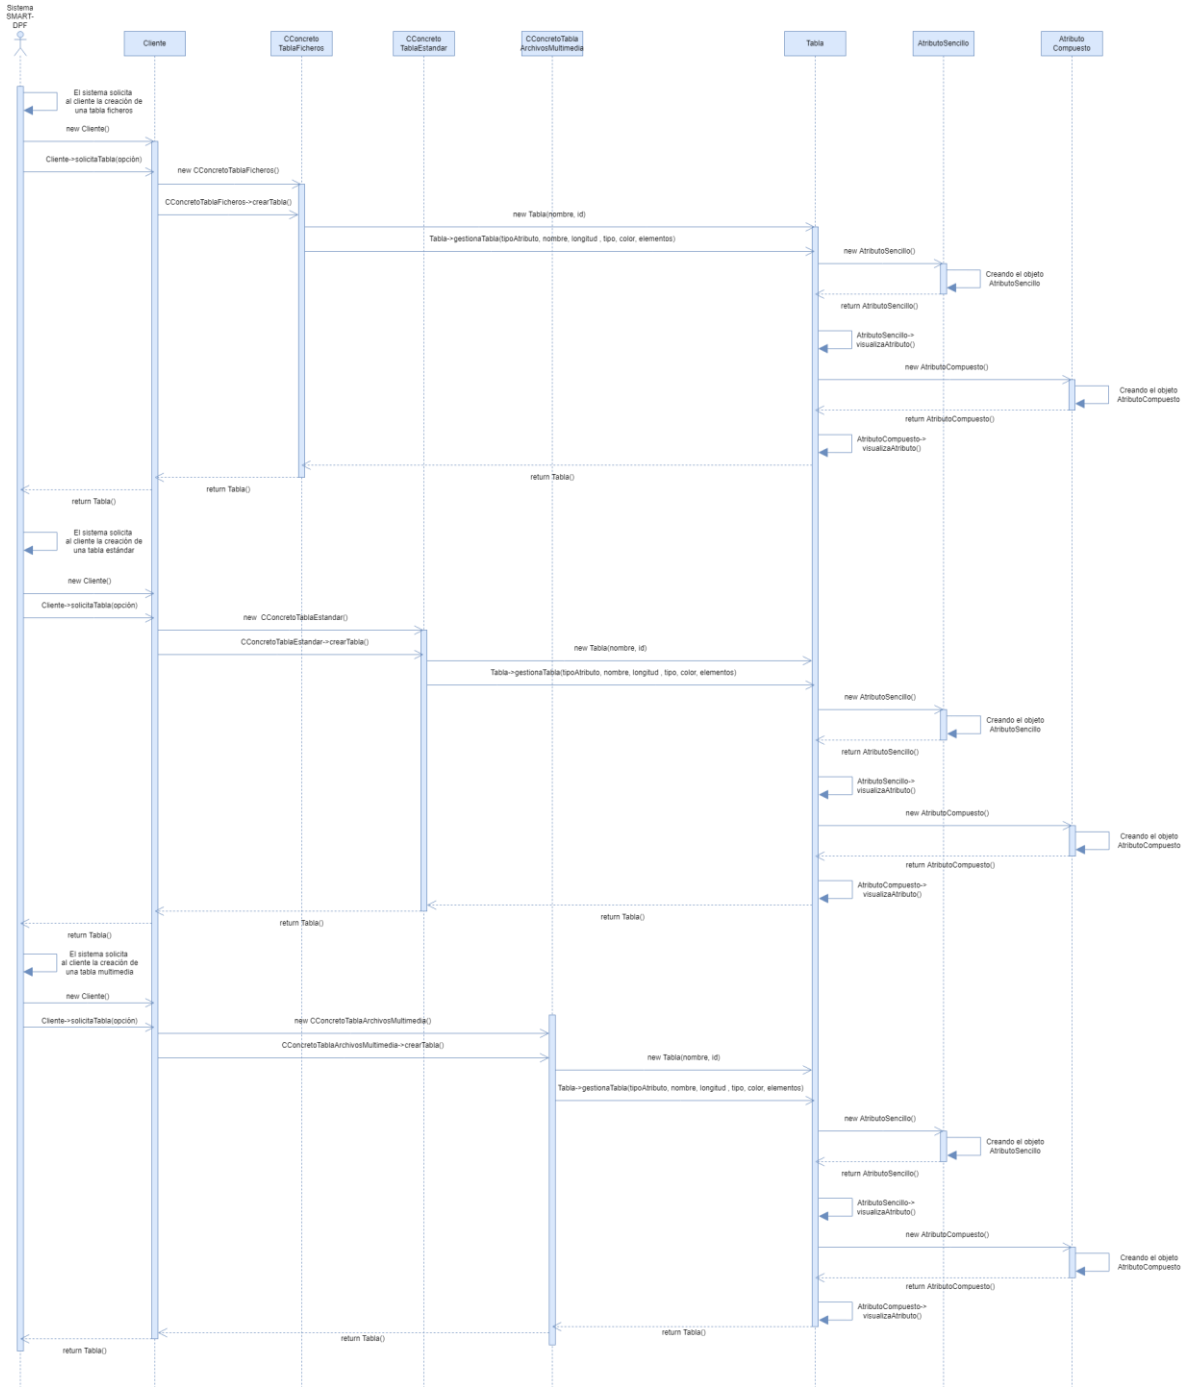 Sistema
SMART-
DPF
Cliente
CConcreto
TablaFicheros
CConcreto
TablaEstandar
CConcretoTabla
ArchivosMultimedia
Tabla
AtributoSencillo
Atributo
Compuesto
El sistema solicita
al cliente la creación de
una tabla ficheros
new Cliente()
Cliente->solicitaTabla(opción)
new CConcretoTablaFicheros()
CConcretoTablaFicheros->crearTabla()
new Tabla(nombre, id)
Tabla->gestionaTabla(tipoAtributo, nombre, longitud , tipo, color, elementos)
new AtributoSencillo()
Creando el objeto
AtributoSencillo
return AtributoSencillo()
AtributoSencillo->
visualizaAtributo()
new AtributoCompuesto()
Creando el objeto
AtributoCompuesto
return AtributoCompuesto()
AtributoCompuesto->
visualizaAtributo()
return Tabla()
return Tabla()
return Tabla()
El sistema solicita
al cliente la creación de
una tabla estándar
new Cliente()
Cliente->solicitaTabla(opción)
new  CConcretoTablaEstandar()
CConcretoTablaEstandar->crearTabla()
new Tabla(nombre, id)
Tabla->gestionaTabla(tipoAtributo, nombre, longitud , tipo, color, elementos)
new AtributoSencillo()
Creando el objeto
AtributoSencillo
return AtributoSencillo()
AtributoSencillo->
visualizaAtributo()
new AtributoCompuesto()
Creando el objeto
AtributoCompuesto
return AtributoCompuesto()
AtributoCompuesto->
visualizaAtributo()
return Tabla()
return Tabla()
return Tabla()
El sistema solicita
al cliente la creación de
una tabla multimedia
new Cliente()
Cliente->solicitaTabla(opción)
new CConcretoTablaArchivosMultimedia()
CConcretoTablaArchivosMultimedia->crearTabla()
new Tabla(nombre, id)
Tabla->gestionaTabla(tipoAtributo, nombre, longitud , tipo, color, elementos)
new AtributoSencillo()
Creando el objeto
AtributoSencillo
return AtributoSencillo()
AtributoSencillo->
visualizaAtributo()
new AtributoCompuesto()
Creando el objeto
AtributoCompuesto
return AtributoCompuesto()
AtributoCompuesto->
visualizaAtributo()
return Tabla()
return Tabla()
return Tabla()